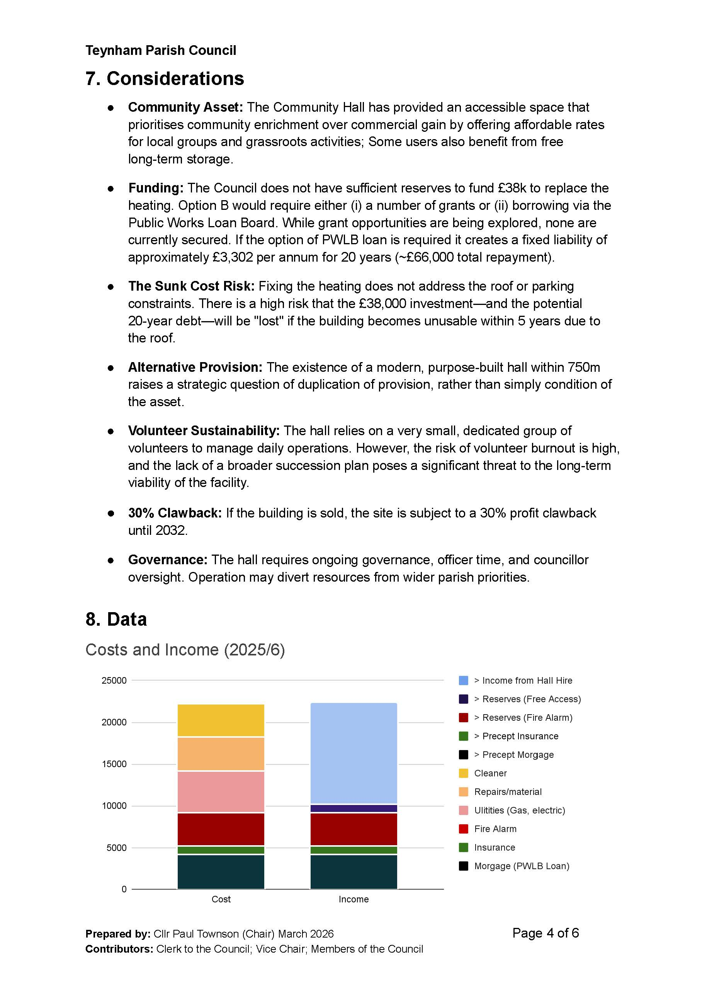 Teynham Parish Council
7. Considerations
● Community Asset: The Community Hall has provided an accessible space that
prioritises community enrichment over commercial gain by offering affordable rates
for local groups and grassroots activities; Some users also benefit from free
long-term storage.
● Funding: The Council does not have sufficient reserves to fund £38k to replace the
heating. Option B would require either (i) a number of grants or (ii) borrowing via the
Public Works Loan Board. While grant opportunities are being explored, none are
currently secured. If the option of PWLB loan is required it creates a fixed liability of
approximately £3,302 per annum for 20 years (~£66,000 total repayment).
● The Sunk Cost Risk: Fixing the heating does not address the roof or parking
constraints. There is a high risk that the £38,000 investment—and the potential
20-year debt—will be "lost" if the building becomes unusable within 5 years due to
the roof.
● Alternative Provision: The existence of a modern, purpose-built hall within 750m
raises a strategic question of duplication of provision, rather than simply condition of
the asset.
● Volunteer Sustainability: The hall relies on a very small, dedicated group of
volunteers to manage daily operations. However, the risk of volunteer burnout is high,
and the lack of a broader succession plan poses a significant threat to the long-term
viability of the facility.
● 30% Clawback: If the building is sold, the site is subject to a 30% profit clawback
until 2032.
● Governance: The hall requires ongoing governance, officer time, and councillor
oversight. Operation may divert resources from wider parish priorities.
8. Data
Costs and Income (2025/6)
25000
20000
15000
10000
5000
0
Cost
Income
> Income from Hall Hire
> Reserves (Free Access)
> Reserves (Fire Alarm)
> Precept Insurance
> Precept Morgage
Cleaner
Repairs/material
Ulitities (Gas, electric)
Fire Alarm
Insurance
Morgage (PWLB Loan)
Prepared by: Cllr Paul Townson (Chair) March 2026
Page 4 of 6
Contributors: Clerk to the Council; Vice Chair; Members of the Council